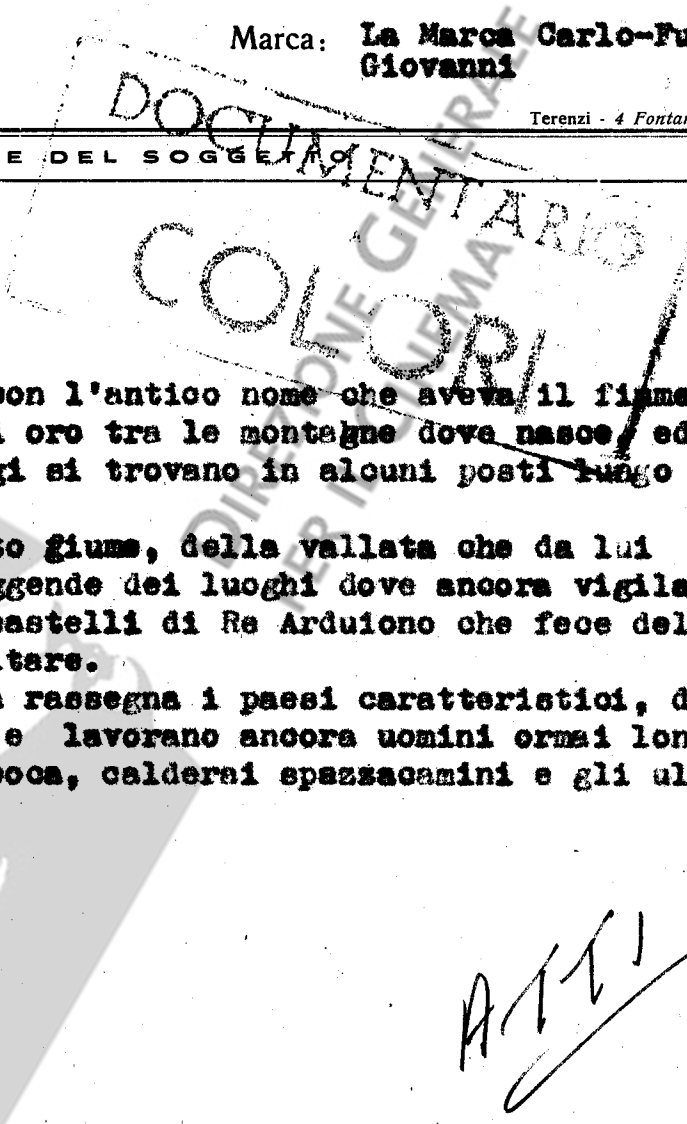 Marca: La Marca Carlo-Fu
Giovanni
Terenzi - 4 Fontan
E DEL SOGGETTO
DOCUMENTARIO
COLORI
DIREZIONE GENERALE
PER IL CINEMA
on l'antico nome che aveva il fiume
i oro tra le montagne dove nasce, ed
gi si trovano in alcuni posti lungo
so giume, della vallata che da lui
ggende dei luoghi dove ancora vigila
castelli di Re Arduiono che fece del
itare.
a rassegna i paesi caratteristici, d
e lavorano ancora uomini ormai lon
poca, calderai spazzacamini e gli ul
ATTI